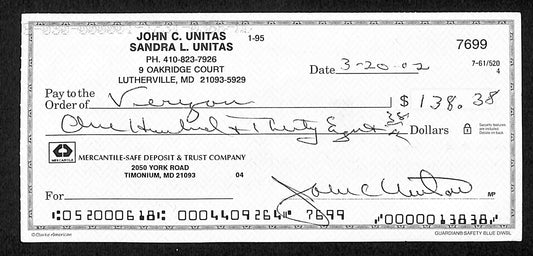 JOHN C. UNITAS 1-95
SANDRA L. UNITAS 7699
PH. 410-823-7926
9 OAKRIDGE COURT
LUTHERVILLE, MD 21093-5929
Date 3-20-02 7-61/520
4
Pay to the
Order of Verizon $ 138.38
One Hundred + Thirty Eight 38 Dollars
Security features
are included.
Details on back.
MERCANTILE
MERCANTILE-SAFE DEPOSIT & TRUST COMPANY
2050 YORK ROAD
TIMONIUM, MD 21093 04
For John C Unitas MP
⑆052000618⑆ 0004409264⑈ 7699 ⑈0000013838⑈
GUARDIAN® SAFETY BLUE DWBL